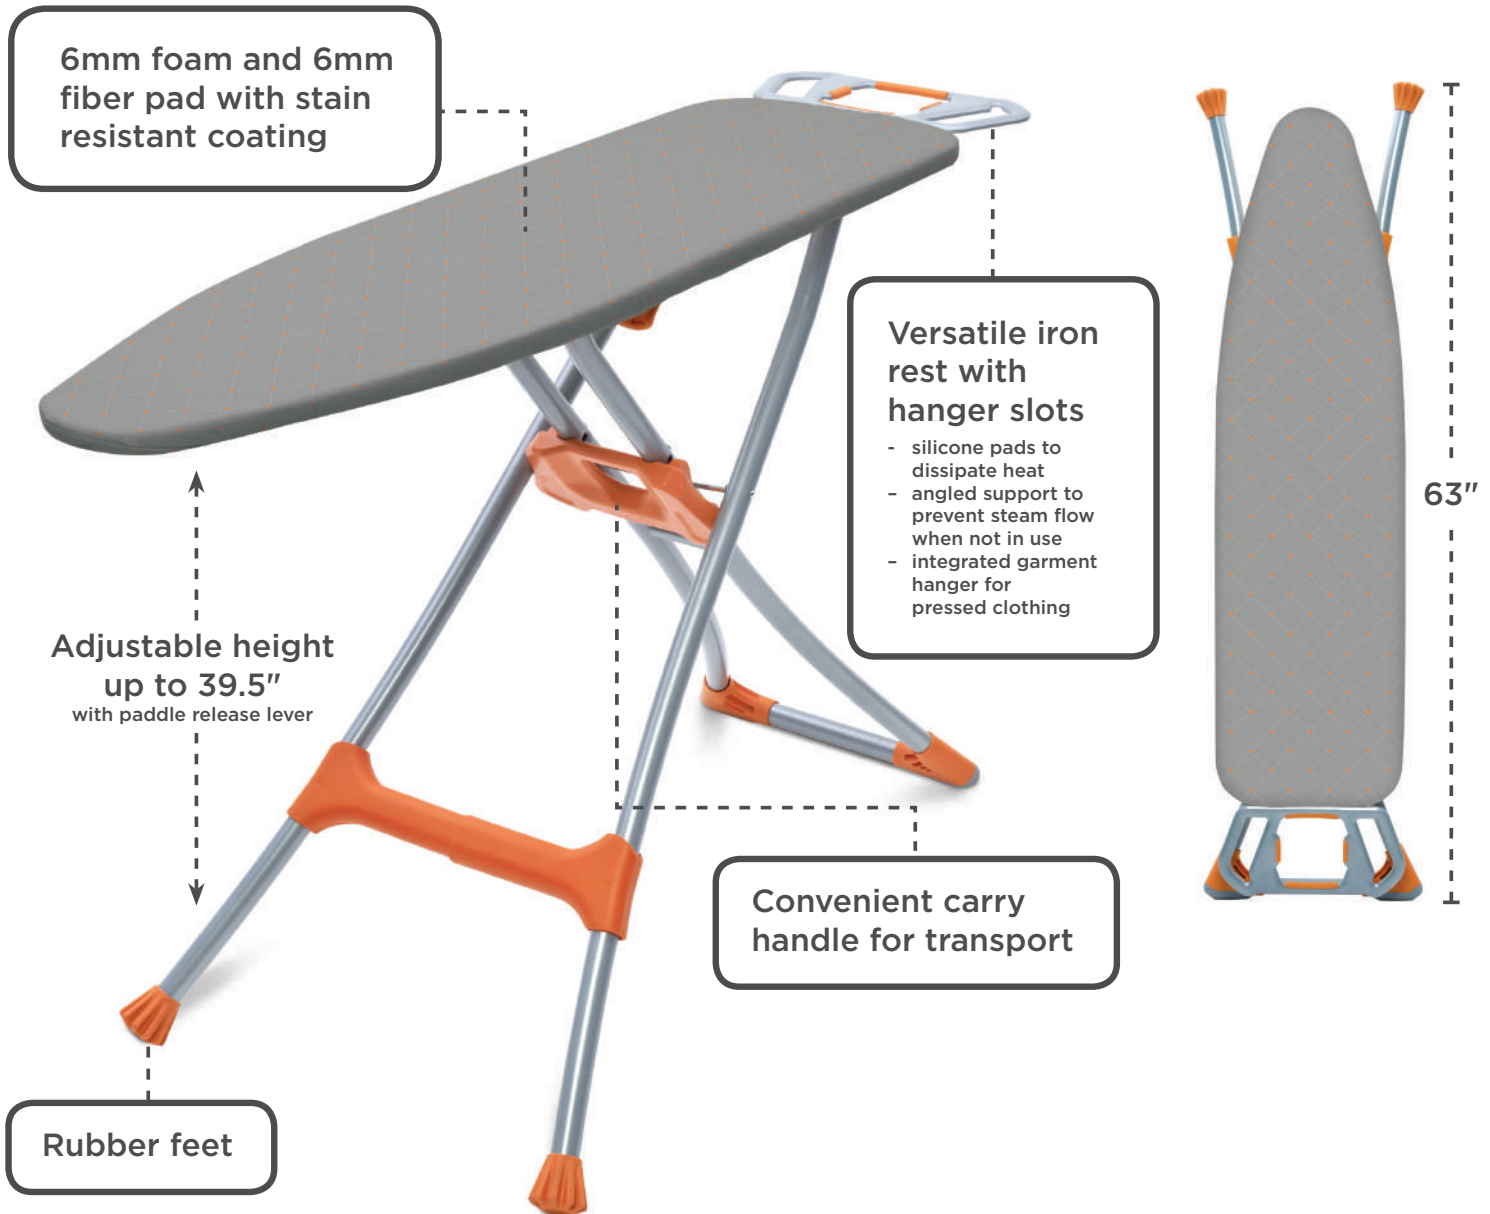 6mm foam and 6mm
fiber pad with stain
resistant coating
Versatile iron
rest with
hanger slots
- silicone pads to
dissipate heat
– angled support to
prevent steam flow
when not in use
– integrated garment
hanger for
pressed clothing
63"
Adjustable height
up to 39.5"
with paddle release lever
Convenient carry
handle for transport
Rubber feet